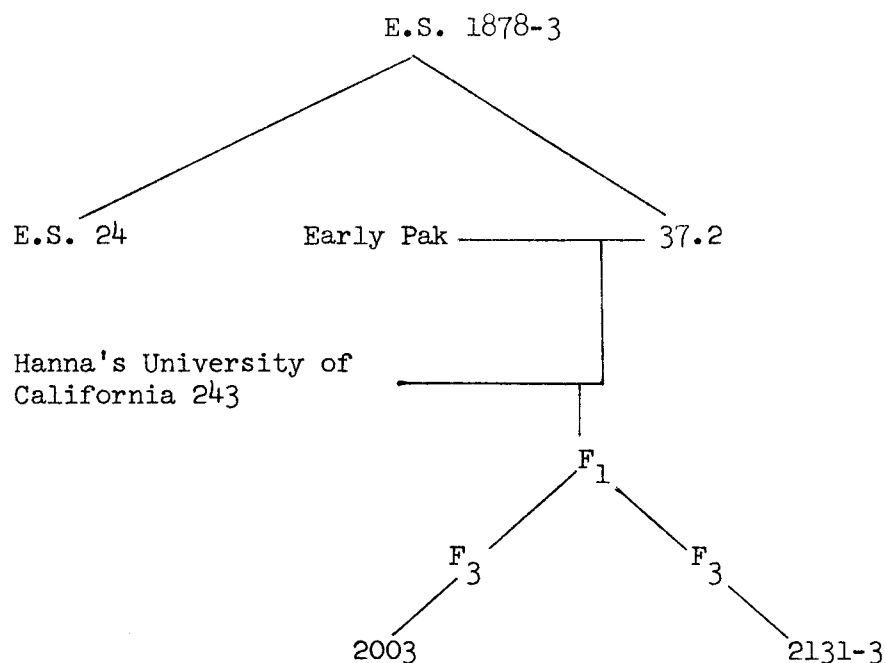 E.S. 1878-3
E.S. 24 Early Pak 37.2
Hanna's University of
California 243
F1
F3 F3
2003 2131-3